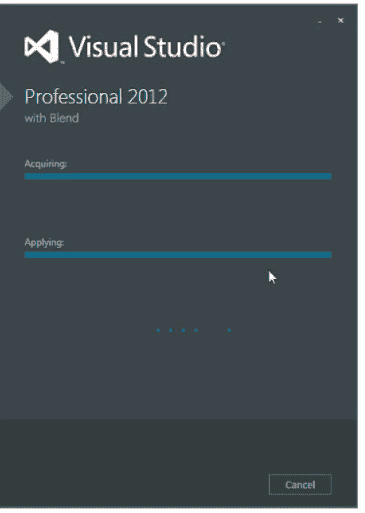 Visual Studio
Professional 2012
with Blend
Acquiring:
Applying:
Cancel